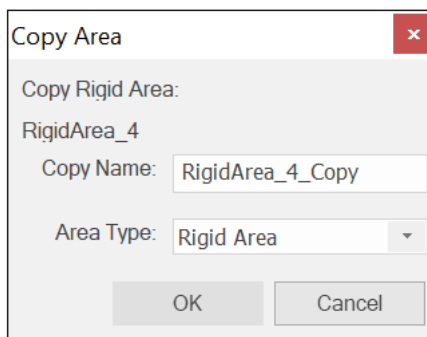 Copy Area
Copy Rigid Area:
RigidArea_4
Copy Name: RigidArea_4_Copy
Area Type: Rigid Area
OK Cancel